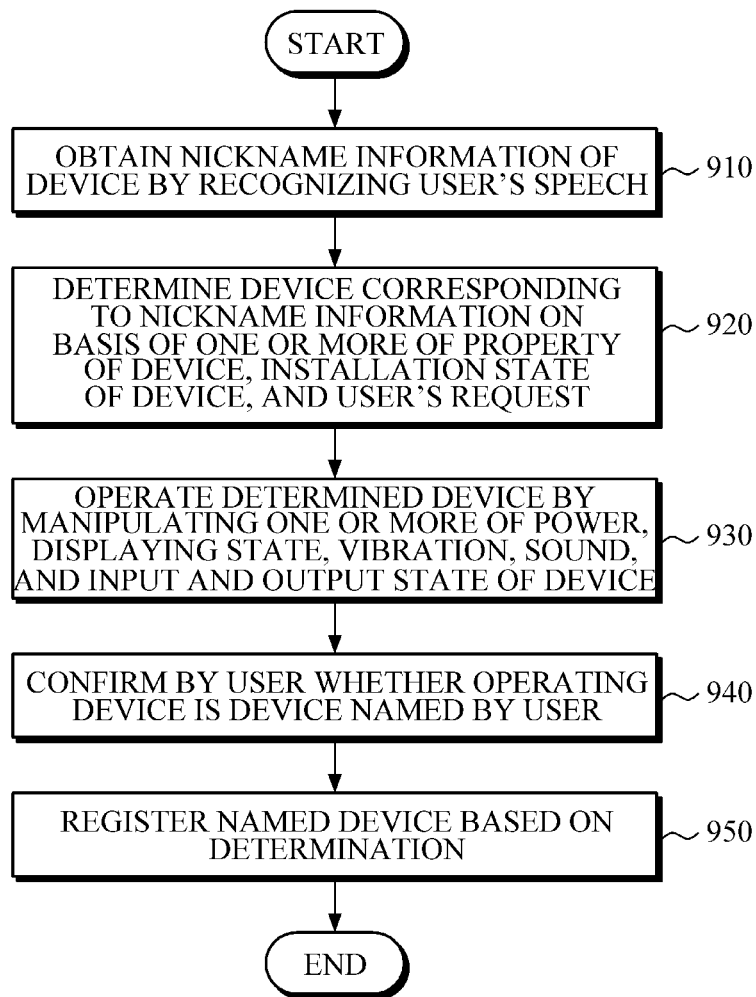 START
OBTAIN NICKNAME INFORMATION OF
DEVICE BY RECOGNIZING USER'S SPEECH
910
DETERMINE DEVICE CORRESPONDING
TO NICKNAME INFORMATION ON
BASIS OF ONE OR MORE OF PROPERTY
OF DEVICE, INSTALLATION STATE
OF DEVICE, AND USER'S REQUEST
920
OPERATE DETERMINED DEVICE BY
MANIPULATING ONE OR MORE OF POWER,
DISPLAYING STATE, VIBRATION, SOUND,
AND INPUT AND OUTPUT STATE OF DEVICE
930
CONFIRM BY USER WHETHER OPERATING
DEVICE IS DEVICE NAMED BY USER
940
REGISTER NAMED DEVICE BASED ON
DETERMINATION
950
END